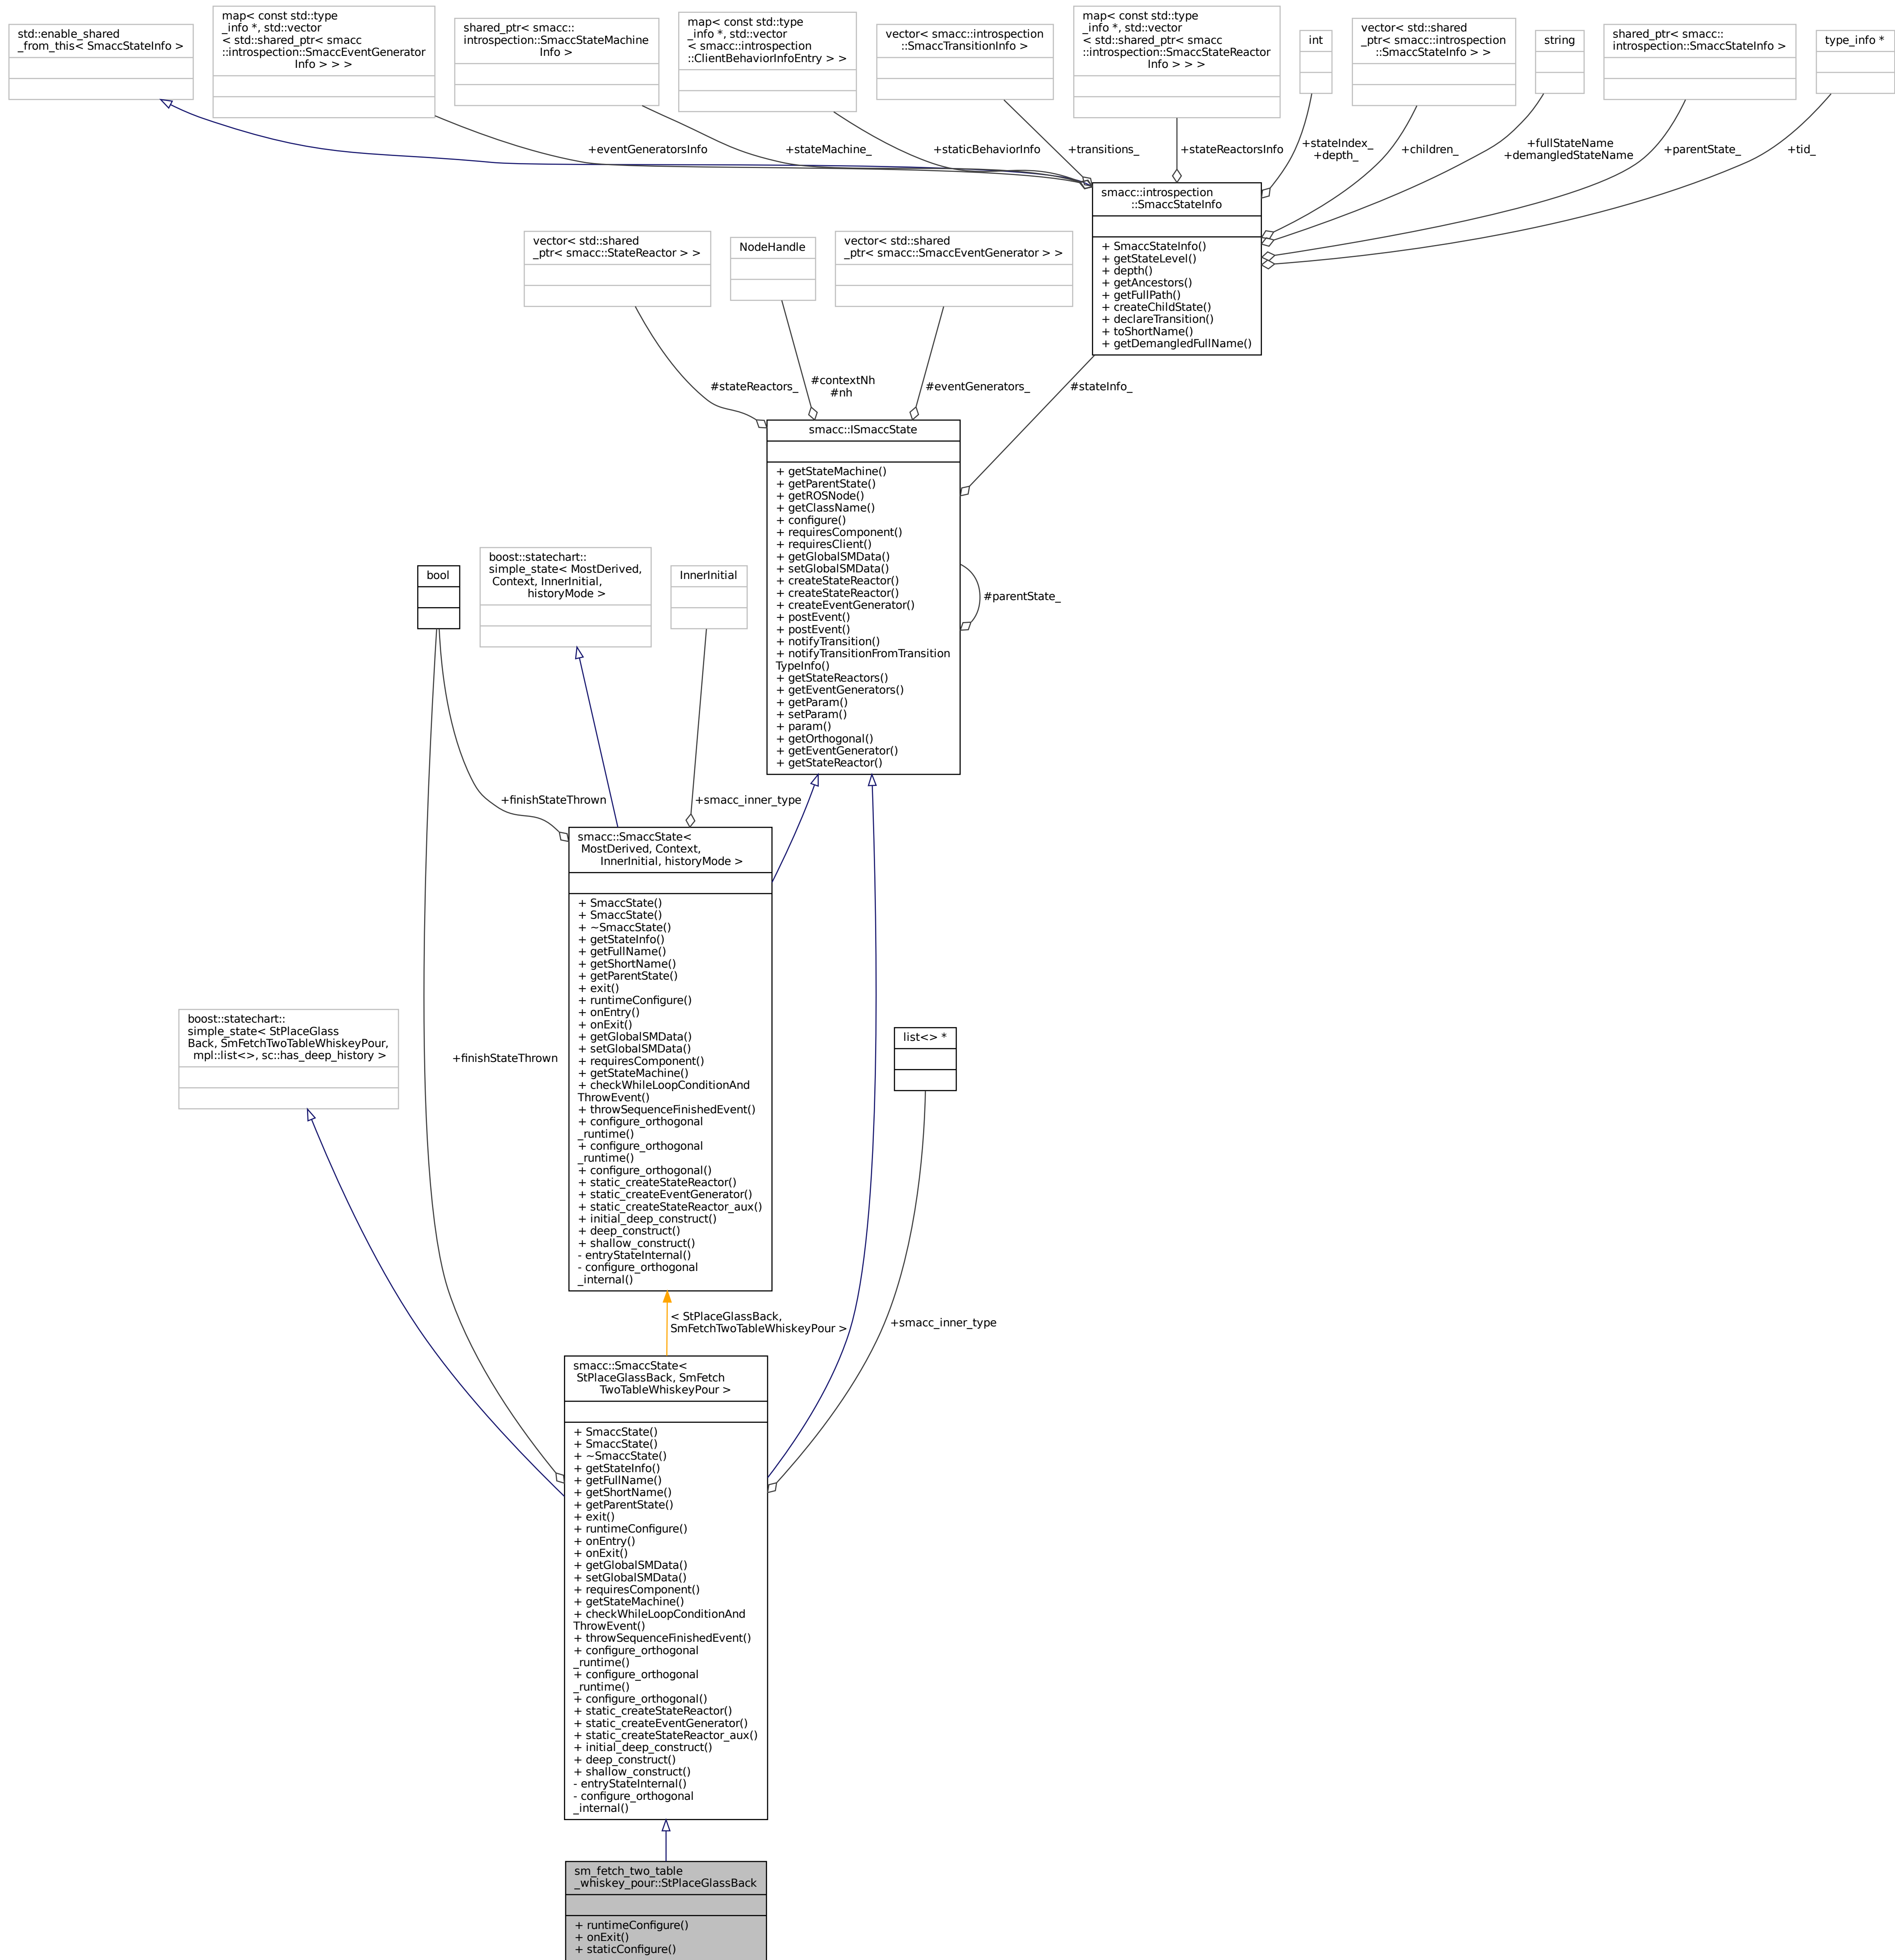 std::enable_shared
_from_this< SmaccStateInfo >
map< const std::type
_info *, std::vector
< std::shared_ptr< smacc
::introspection::SmaccEventGenerator
Info > > >
shared_ptr< smacc::
introspection::SmaccStateMachine
Info >
map< const std::type
_info *, std::vector
< smacc::introspection
::ClientBehaviorInfoEntry > >
vector< smacc::introspection
::SmaccTransitionInfo >
map< const std::type
_info *, std::vector
< std::shared_ptr< smacc
::introspection::SmaccStateReactor
Info > > >
int
vector< std::shared
_ptr< smacc::introspection
::SmaccStateInfo > >
string
shared_ptr< smacc::
introspection::SmaccStateInfo >
type_info *
+eventGeneratorsInfo
+stateMachine_
+staticBehaviorInfo
+transitions_
+stateReactorsInfo
+stateIndex_
+depth_
+children_
+fullStateName
+demangledStateName
+parentState_
+tid_
smacc::introspection
::SmaccStateInfo
+ SmaccStateInfo()
+ getStateLevel()
+ depth()
+ getAncestors()
+ getFullPath()
+ createChildState()
+ declareTransition()
+ toShortName()
+ getDemangledFullName()
vector< std::shared
_ptr< smacc::StateReactor > >
NodeHandle
vector< std::shared
_ptr< smacc::SmaccEventGenerator > >
#stateReactors_
#contextNh
#nh
#eventGenerators_
#stateInfo_
smacc::ISmaccState
+ getStateMachine()
+ getParentState()
+ getROSNode()
+ getClassName()
+ configure()
+ requiresComponent()
+ requiresClient()
+ getGlobalSMData()
+ setGlobalSMData()
+ createStateReactor()
+ createStateReactor()
+ createEventGenerator()
+ postEvent()
+ postEvent()
+ notifyTransition()
+ notifyTransitionFromTransition
TypeInfo()
+ getStateReactors()
+ getEventGenerators()
+ getParam()
+ setParam()
+ param()
+ getOrthogonal()
+ getEventGenerator()
+ getStateReactor()
#parentState_
bool
boost::statechart::
simple_state< MostDerived,
Context, InnerInitial,
historyMode >
InnerInitial
+finishStateThrown
+smacc_inner_type
smacc::SmaccState<
MostDerived, Context,
InnerInitial, historyMode >
+ SmaccState()
+ SmaccState()
+ ~SmaccState()
+ getStateInfo()
+ getFullName()
+ getShortName()
+ getParentState()
+ exit()
+ runtimeConfigure()
+ onEntry()
+ onExit()
+ getGlobalSMData()
+ setGlobalSMData()
+ requiresComponent()
+ getStateMachine()
+ checkWhileLoopConditionAnd
ThrowEvent()
+ throwSequenceFinishedEvent()
+ configure_orthogonal
_runtime()
+ configure_orthogonal
_runtime()
+ configure_orthogonal()
+ static_createStateReactor()
+ static_createEventGenerator()
+ static_createStateReactor_aux()
+ initial_deep_construct()
+ deep_construct()
+ shallow_construct()
- entryStateInternal()
- configure_orthogonal
_internal()
boost::statechart::
simple_state< StPlaceGlass
Back, SmFetchTwoTableWhiskeyPour,
mpl::list<>, sc::has_deep_history >
+finishStateThrown
list<> *
< StPlaceGlassBack,
SmFetchTwoTableWhiskeyPour >
+smacc_inner_type
smacc::SmaccState<
StPlaceGlassBack, SmFetch
TwoTableWhiskeyPour >
+ SmaccState()
+ SmaccState()
+ ~SmaccState()
+ getStateInfo()
+ getFullName()
+ getShortName()
+ getParentState()
+ exit()
+ runtimeConfigure()
+ onEntry()
+ onExit()
+ getGlobalSMData()
+ setGlobalSMData()
+ requiresComponent()
+ getStateMachine()
+ checkWhileLoopConditionAnd
ThrowEvent()
+ throwSequenceFinishedEvent()
+ configure_orthogonal
_runtime()
+ configure_orthogonal
_runtime()
+ configure_orthogonal()
+ static_createStateReactor()
+ static_createEventGenerator()
+ static_createStateReactor_aux()
+ initial_deep_construct()
+ deep_construct()
+ shallow_construct()
- entryStateInternal()
- configure_orthogonal
_internal()
sm_fetch_two_table
_whiskey_pour::StPlaceGlassBack
+ runtimeConfigure()
+ onExit()
+ staticConfigure()